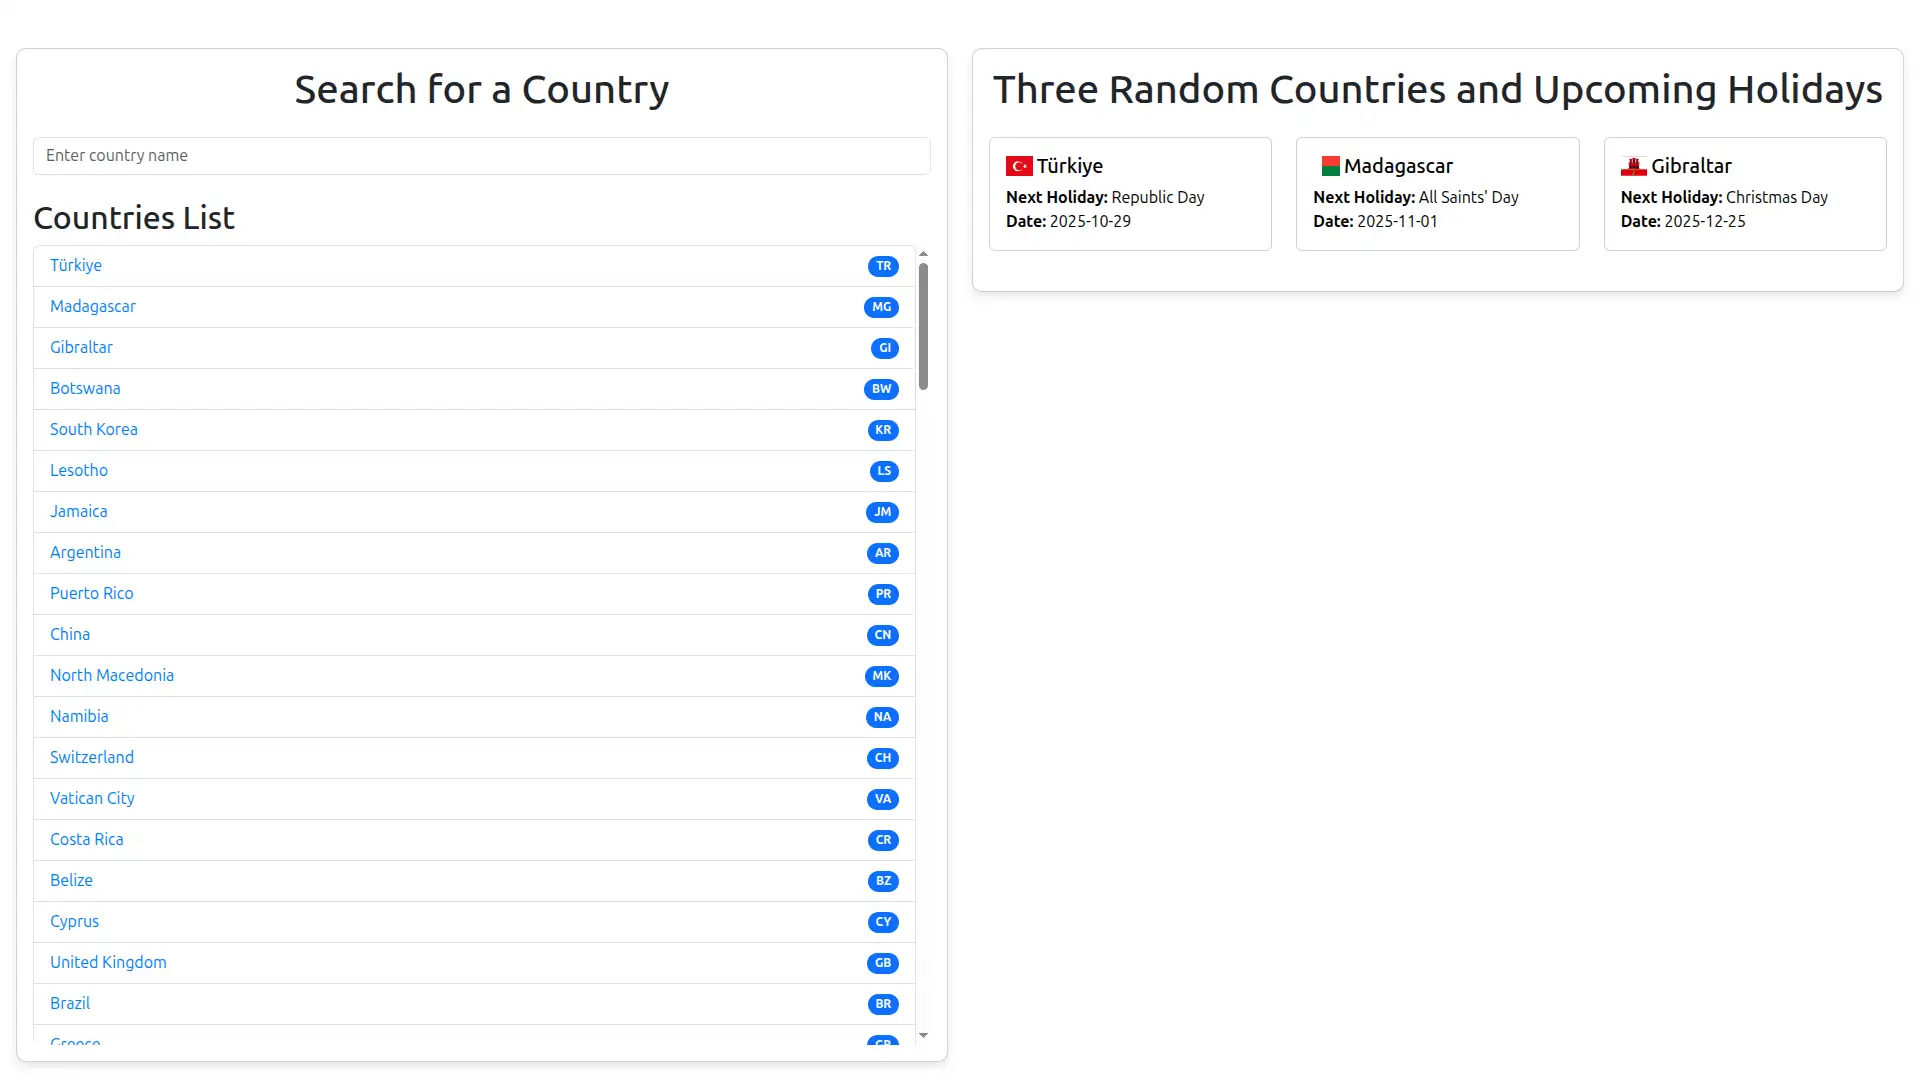 Search for a Country
Enter country name
Countries List
Türkiye TR
Madagascar MG
Gibraltar GI
Botswana BW
South Korea KR
Lesotho LS
Jamaica JM
Argentina AR
Puerto Rico PR
China CN
North Macedonia MK
Namibia NA
Switzerland CH
Vatican City VA
Costa Rica CR
Belize BZ
Cyprus CY
United Kingdom GB
Brazil BR
Greece GR
Three Random Countries and Upcoming Holidays
Türkiye
Next Holiday: Republic Day
Date: 2025-10-29
Madagascar
Next Holiday: All Saints' Day
Date: 2025-11-01
Gibraltar
Next Holiday: Christmas Day
Date: 2025-12-25